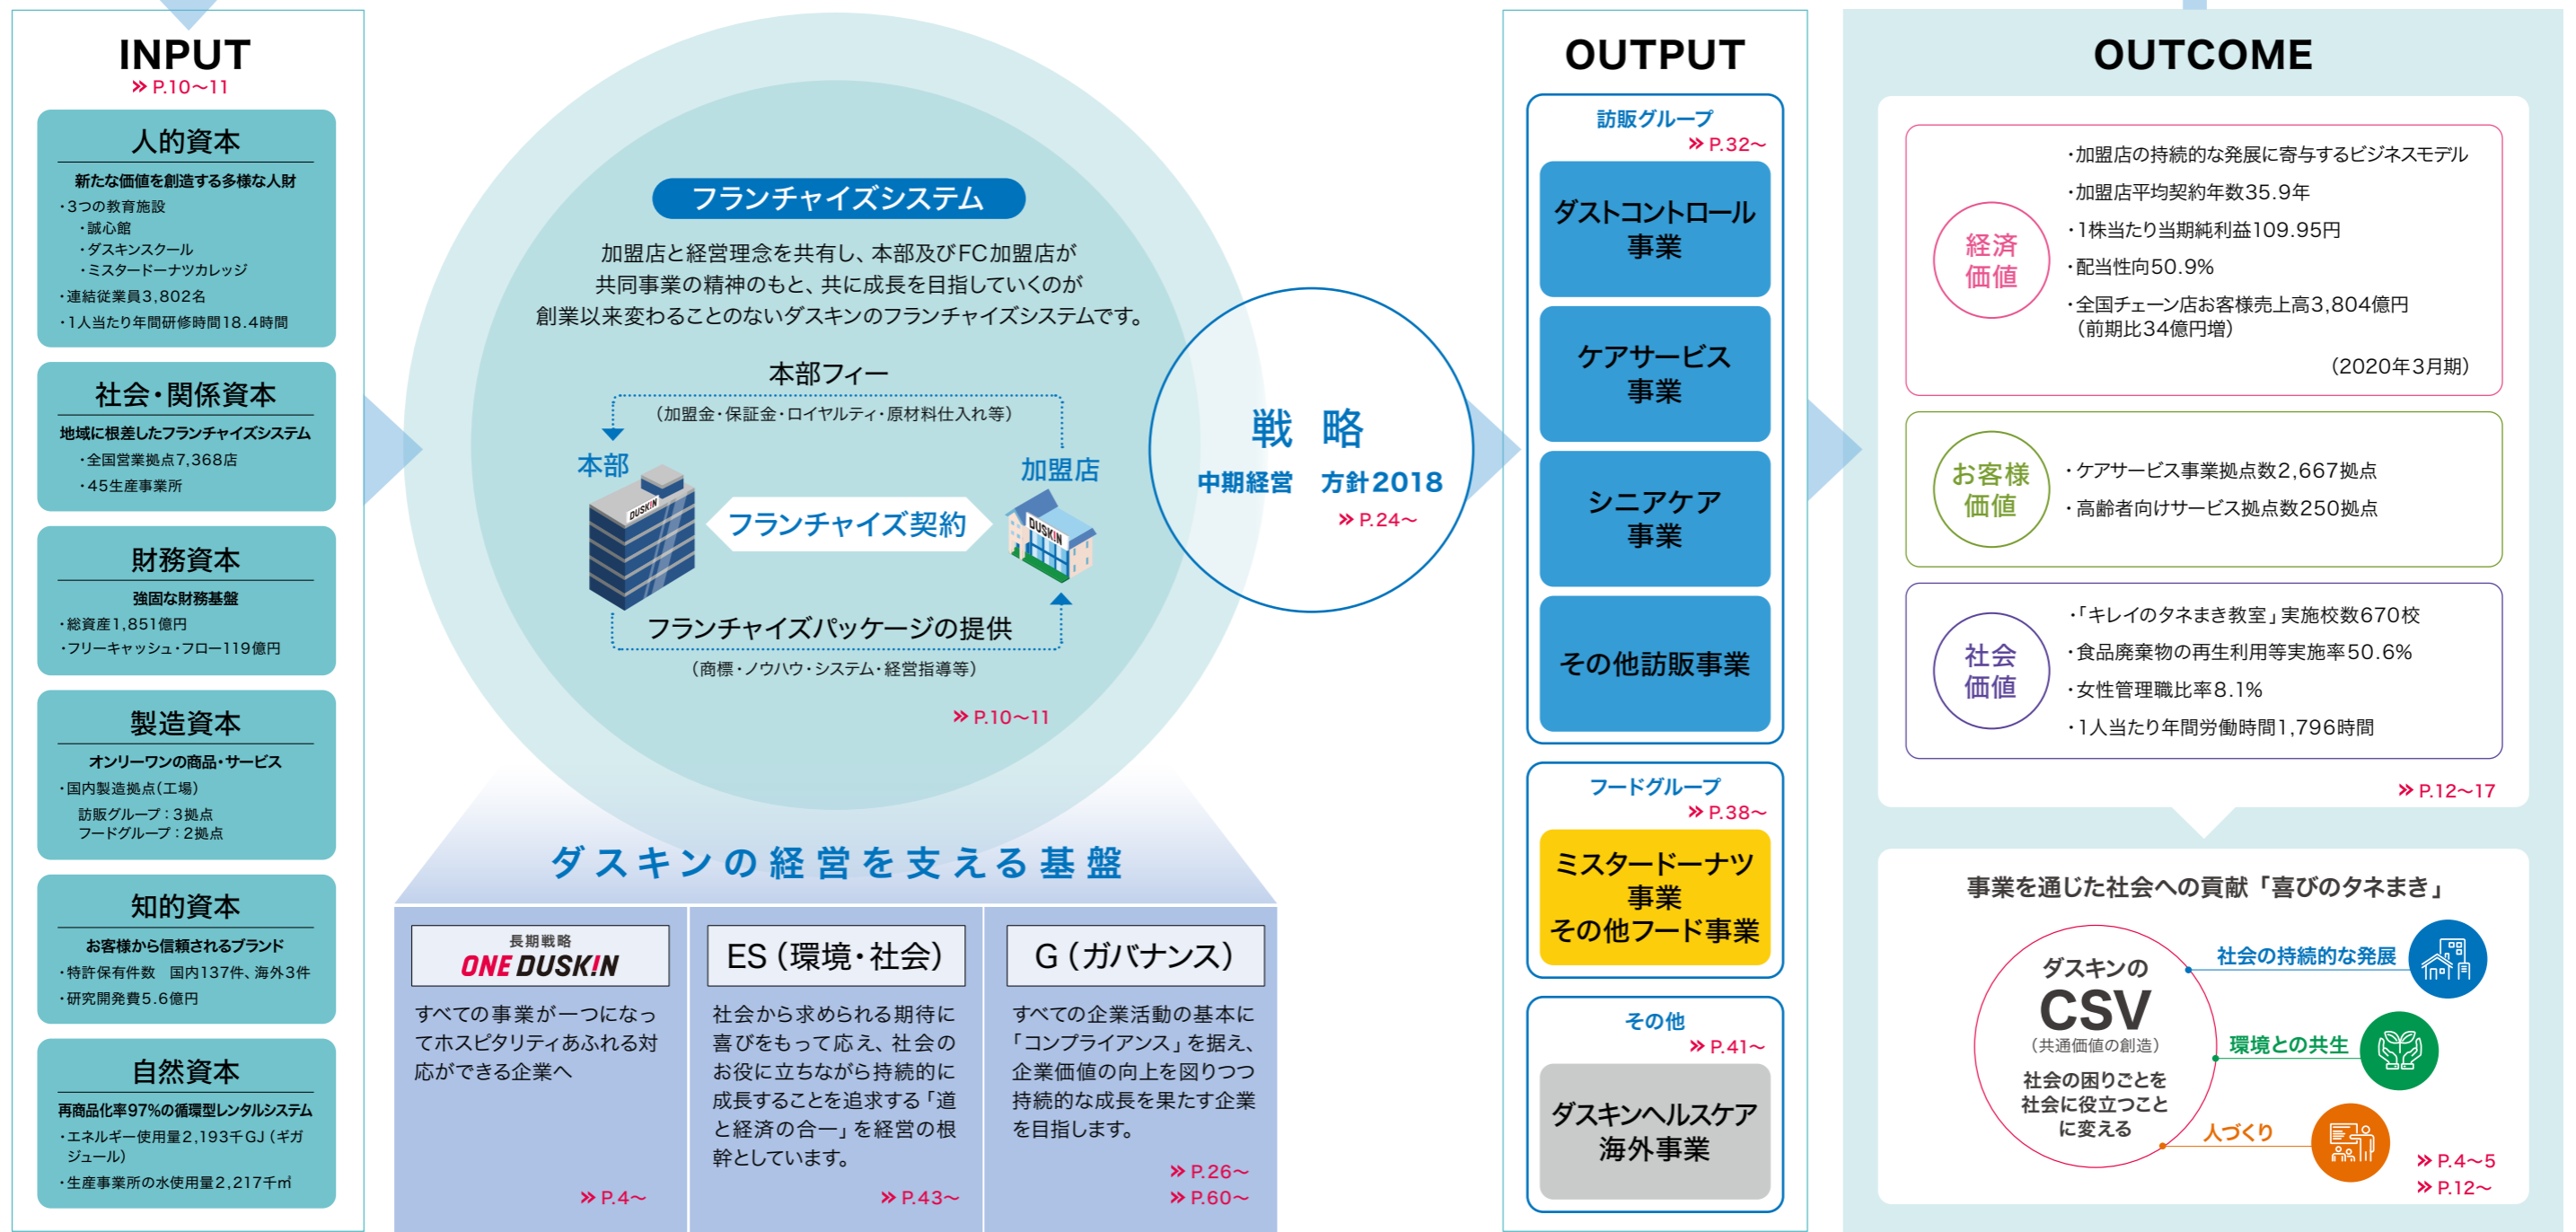 INPUT
≫ P.10〜11
人的資本
新たな価値を創造する多様な人財
・3つの教育施設
・誠心館
・ダスキンスクール
・ミスタードーナツカレッジ
・連結従業員3,802名
・1人当たり年間研修時間18.4時間
社会・関係資本
地域に根差したフランチャイズシステム
・全国営業拠点7,368店
・45生産事業所
財務資本
強固な財務基盤
・総資産1,851億円
・フリーキャッシュ・フロー119億円
製造資本
オンリーワンの商品・サービス
・国内製造拠点(工場)
訪販グループ：3拠点
フードグループ：2拠点
知的資本
お客様から信頼されるブランド
・特許保有件数　国内137件、海外3件
・研究開発費5.6億円
自然資本
再商品化率97%の循環型レンタルシステム
・エネルギー使用量2,193千GJ（ギガ
ジュール）
・生産事業所の水使用量2,217千㎥
フランチャイズシステム
加盟店と経営理念を共有し、本部及びFC加盟店が
共同事業の精神のもと、共に成長を目指していくのが
創業以来変わることのないダスキンのフランチャイズシステムです。
本部フィー
（加盟金・保証金・ロイヤルティ・原材料仕入れ等）
本部
加盟店
DUSKIN
DUSKIN
フランチャイズ契約
フランチャイズパッケージの提供
（商標・ノウハウ・システム・経営指導等）
≫ P.10〜11
戦 略
中期経営　方針2018
≫ P.24〜
ダスキンの経営を支える基盤
長期戦略
ONE DUSKIN
すべての事業が一つになっ
てホスピタリティあふれる対
応ができる企業へ
≫ P.4〜
ES（環境・社会）
社会から求められる期待に
喜びをもって応え、社会の
お役に立ちながら持続的に
成長することを追求する「道
と経済の合一」を経営の根
幹としています。
≫ P.43〜
G（ガバナンス）
すべての企業活動の基本に
「コンプライアンス」を据え、
企業価値の向上を図りつつ
持続的な成長を果たす企業
を目指します。
≫ P.26〜
≫ P.60〜
OUTPUT
訪販グループ
≫ P.32〜
ダストコントロール
事業
ケアサービス
事業
シニアケア
事業
その他訪販事業
フードグループ
≫ P.38〜
ミスタードーナツ
事業
その他フード事業
その他
≫ P.41〜
ダスキンヘルスケア
海外事業
OUTCOME
経済
価値
・加盟店の持続的な発展に寄与するビジネスモデル
・加盟店平均契約年数35.9年
・1株当たり当期純利益109.95円
・配当性向50.9%
・全国チェーン店お客様売上高3,804億円
（前期比34億円増）
（2020年3月期）
お客様
価値
・ケアサービス事業拠点数2,667拠点
・高齢者向けサービス拠点数250拠点
社会
価値
・「キレイのタネまき教室」実施校数670校
・食品廃棄物の再生利用等実施率50.6%
・女性管理職比率8.1%
・1人当たり年間労働時間1,796時間
≫ P.12〜17
事業を通じた社会への貢献「喜びのタネまき」
ダスキンの
CSV
（共通価値の創造）
社会の困りごとを
社会に役立つこと
に変える
社会の持続的な発展
環境との共生
人づくり
≫ P.4〜5
≫ P.12〜